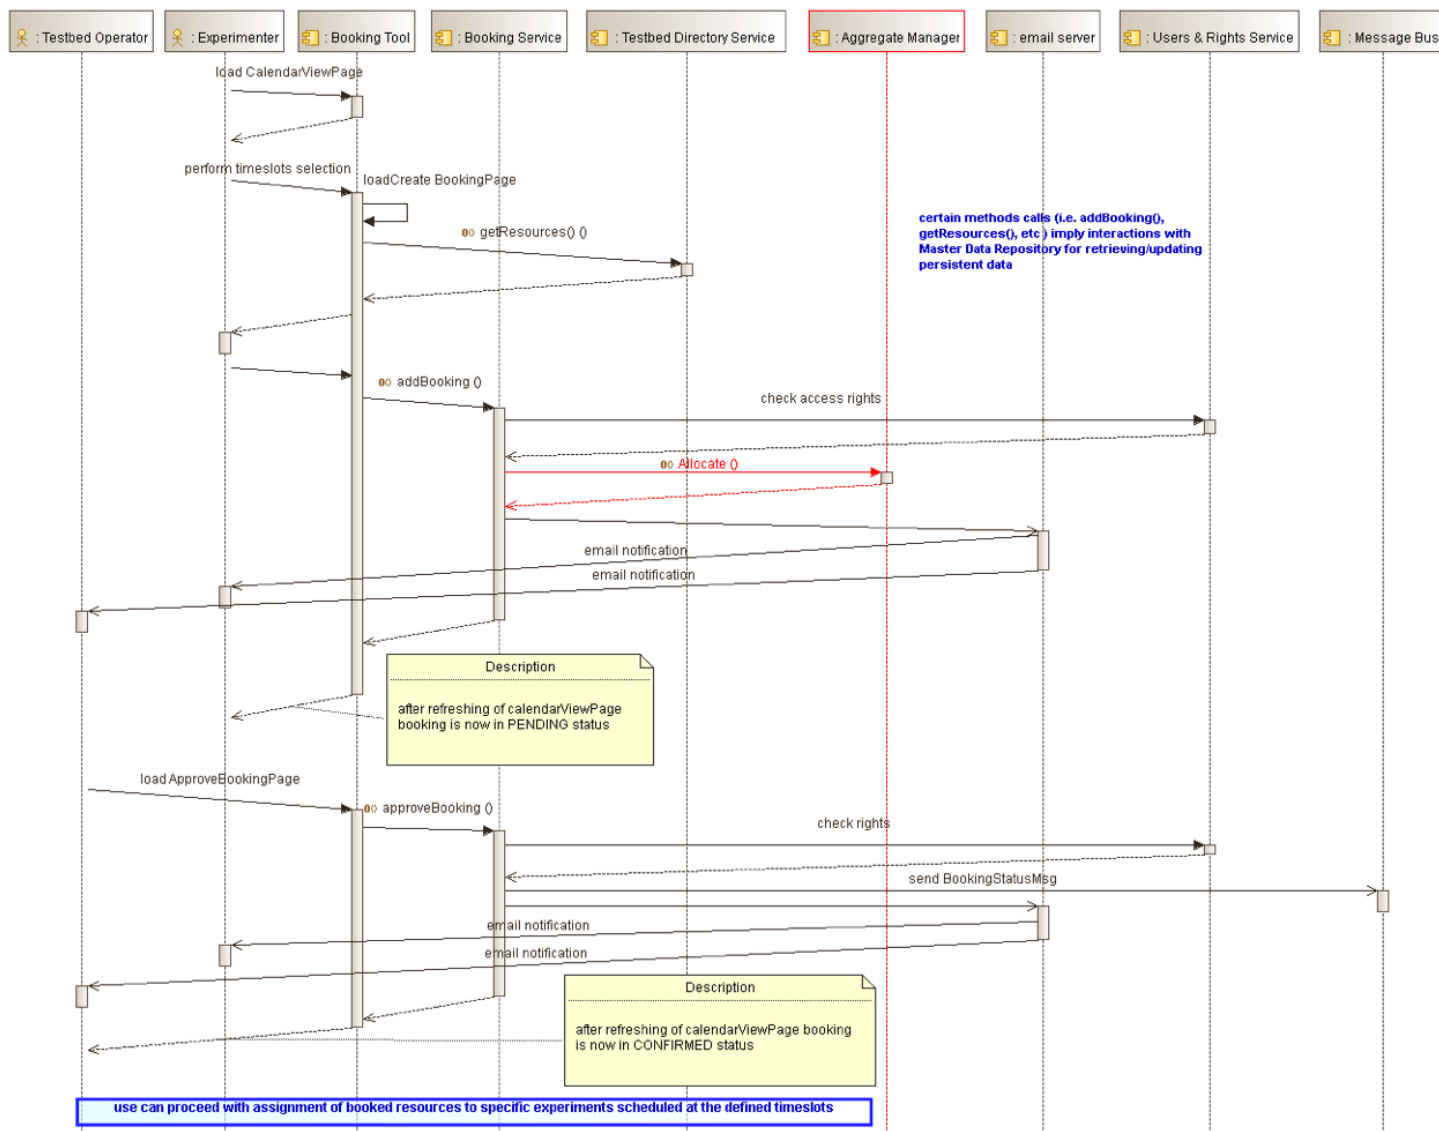 : Testbed Operator
: Experimenter
: Booking Tool
: Booking Service
: Testbed Directory Service
: Aggregate Manager
: email server
: Users & Rights Service
: Message Bus
load CalendarViewPage
perform timeslots selection
loadCreate BookingPage
certain methods calls (i.e. addBooking(),
getResources(), etc.) imply interactions with
Master Data Repository for retrieving/updating
persistent data
getResources() ()
addBooking ()
check access rights
Allocate ()
email notification
email notification
Description
after refreshing of calendarViewPage
booking is now in PENDING status
load ApproveBookingPage
approveBooking ()
check rights
send BookingStatusMsg
email notification
email notification
Description
after refreshing of calendarViewPage booking
is now in CONFIRMED status
use can proceed with assignment of booked resources to specific experiments scheduled at the defined timeslots